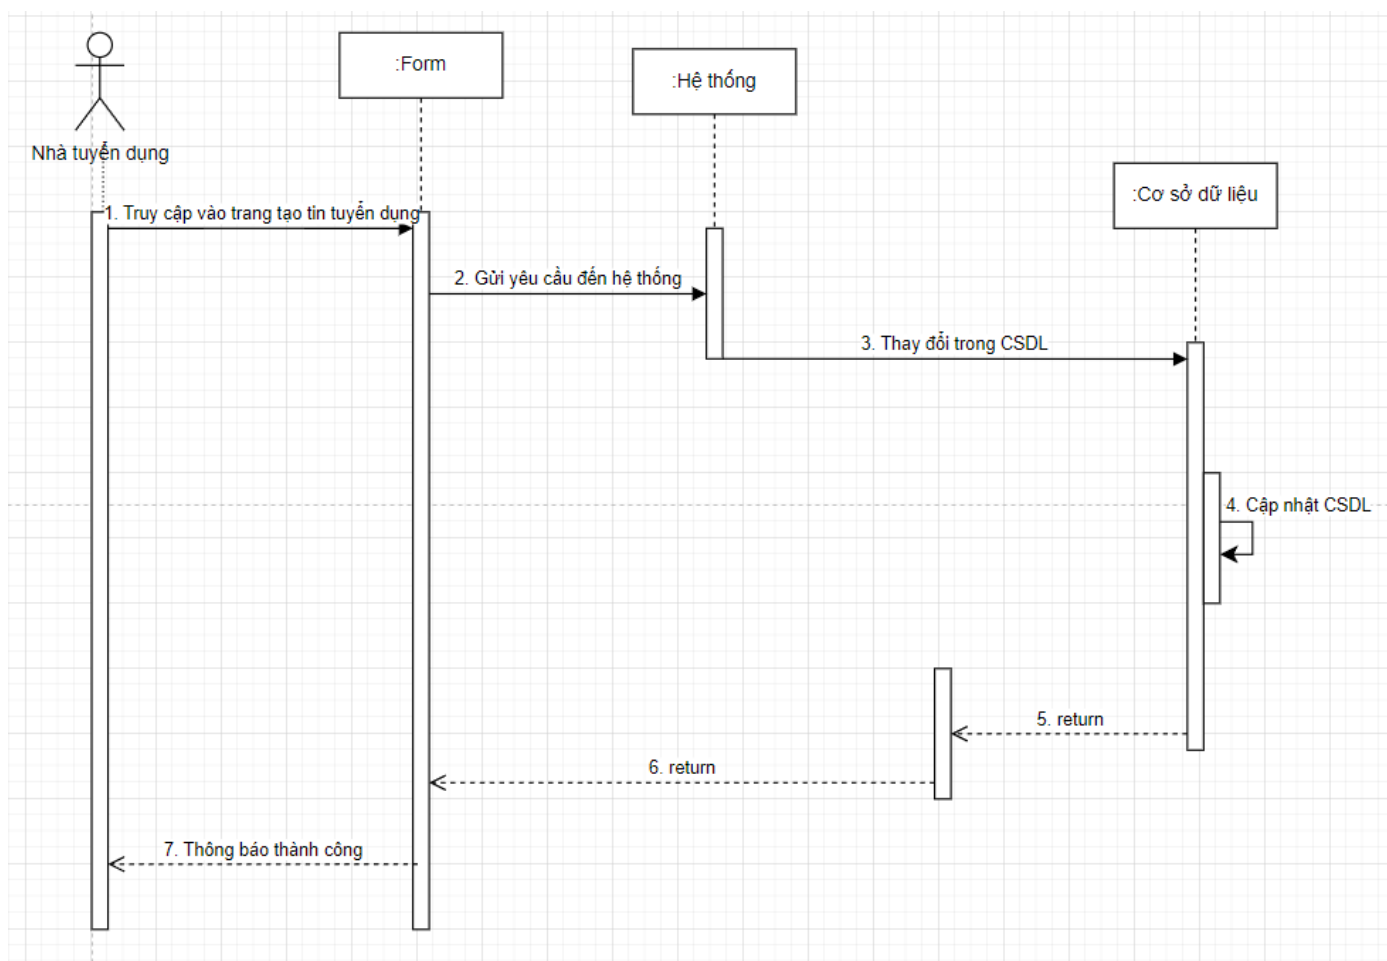 :Form
:Hệ thống
Nhà tuyển dụng
:Cơ sở dữ liệu
1. Truy cập vào trang tạo tin tuyển dụng
2. Gửi yêu cầu đến hệ thống
3. Thay đổi trong CSDL
4. Cập nhật CSDL
5. return
6. return
7. Thông báo thành công